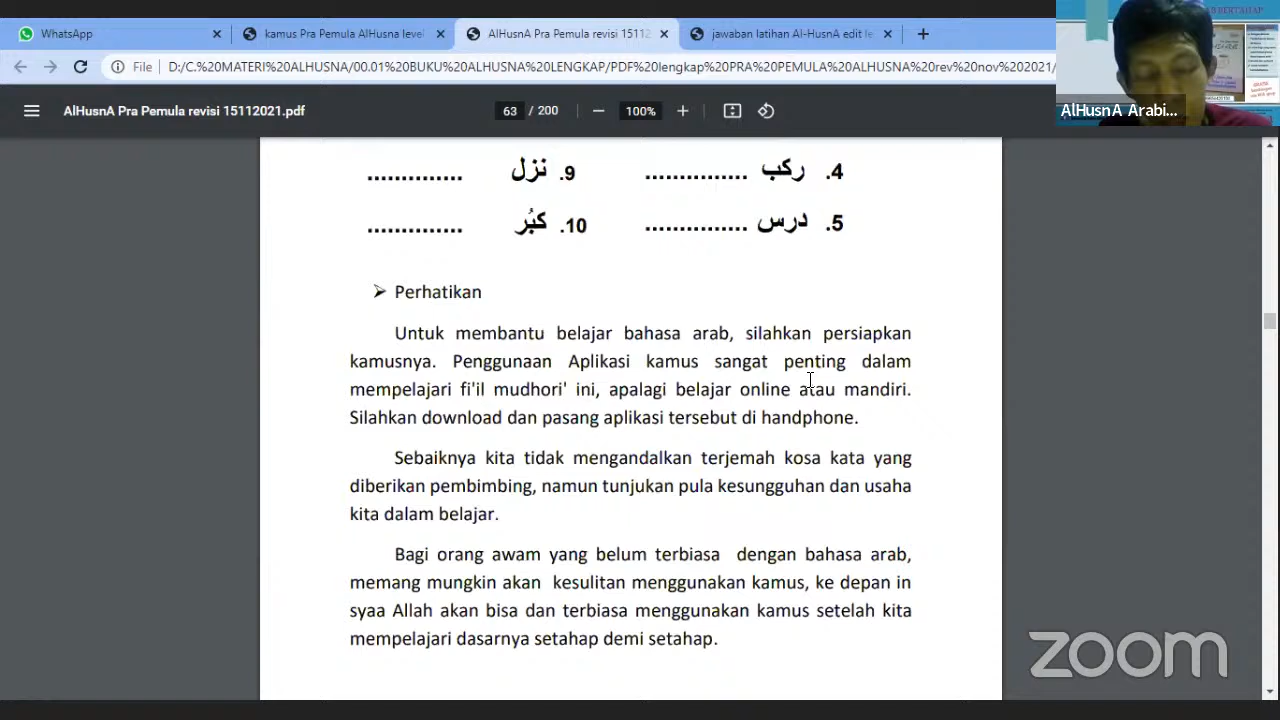 WhatsApp
kamus Pra Pemula AlHusna level
AlHusnA Pra Pemula revisi 15112
jawaban latihan Al-HusnA edit le
File D:/C.%20MATERI%20ALHUSNA/0.01%20BUKU%20ALHUSNA%20LENGKAP/PDF%20lengkap%20PRA%20PEMULA%20ALHUSNA%20rev%20nov%202021/
AlHusnA Pra Pemula revisi 15112021.pdf 63 / 200 100%
AlHusnA Arabi...
4. ركب ............... 9. نزل ..............
5. درس ............... 10. كبُر ..............
➢ Perhatikan
Untuk membantu belajar bahasa arab, silahkan persiapkan
kamusnya. Penggunaan Aplikasi kamus sangat penting dalam
mempelajari fi'il mudhori' ini, apalagi belajar online atau mandiri.
Silahkan download dan pasang aplikasi tersebut di handphone.
Sebaiknya kita tidak mengandalkan terjemah kosa kata yang
diberikan pembimbing, namun tunjukan pula kesungguhan dan usaha
kita dalam belajar.
Bagi orang awam yang belum terbiasa dengan bahasa arab,
memang mungkin akan kesulitan menggunakan kamus, ke depan in
syaa Allah akan bisa dan terbiasa menggunakan kamus setelah kita
mempelajari dasarnya setahap demi setahap.
zoom